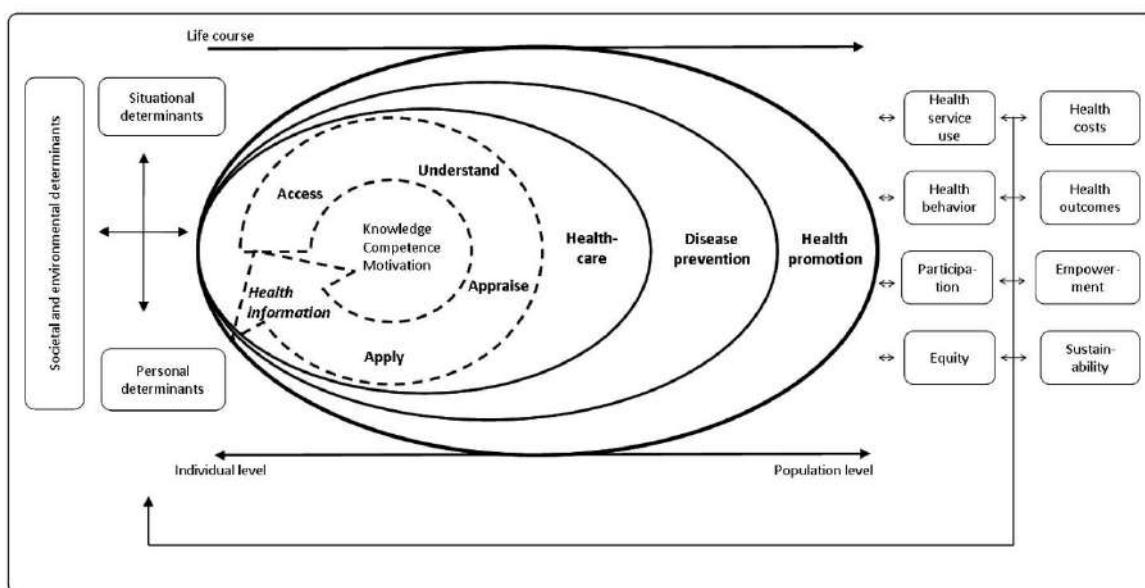 Life course
Societal and environmental determinants
Situational
determinants
Personal
determinants
Access
Understand
Knowledge
Competence
Motivation
Health
information
Appraise
Apply
Health-
care
Disease
prevention
Health
promotion
Individual level
Population level
Health
service
use
Health
costs
Health
behavior
Health
outcomes
Participa-
tion
Empower-
ment
Equity
Sustain-
ability